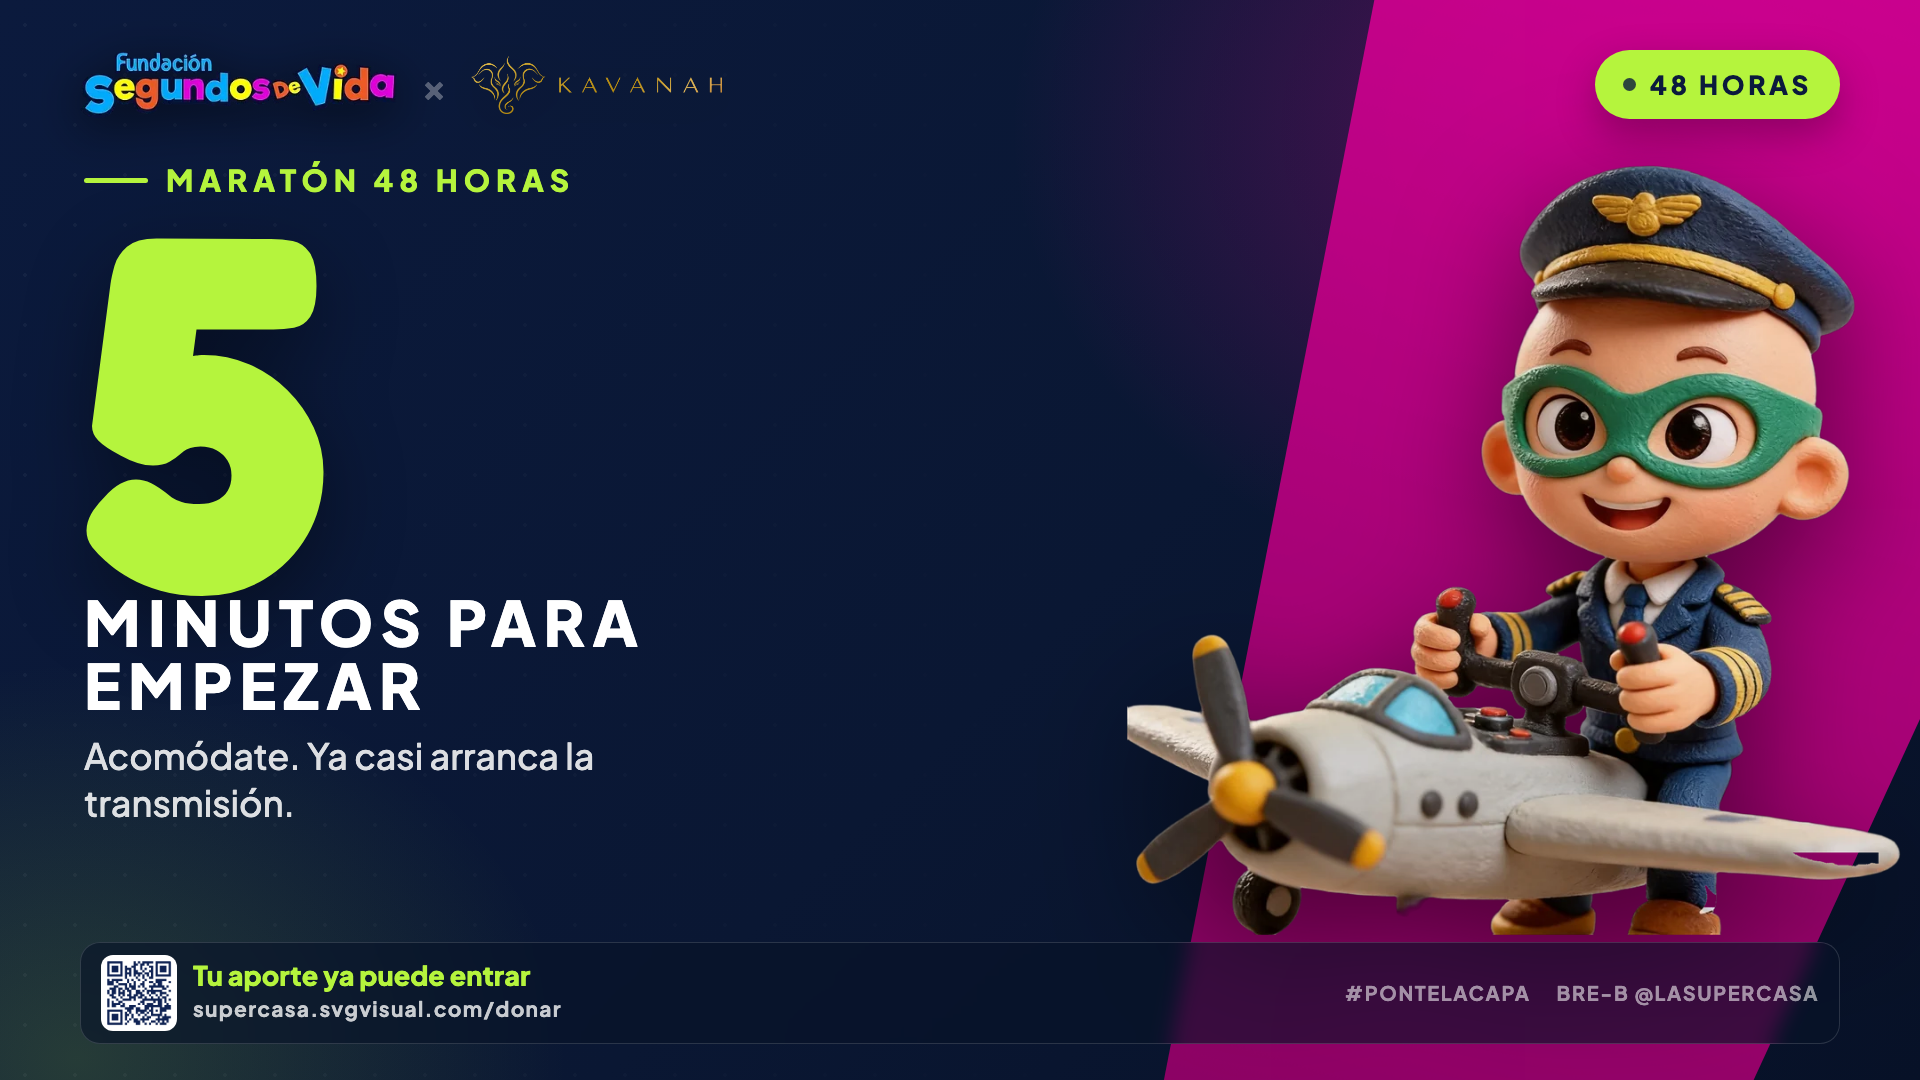 Fundación
Segundos De Vida × KAVANAH
48 HORAS
MARATÓN 48 HORAS
5
MINUTOS PARA
EMPEZAR
Acomódate. Ya casi arranca la
transmisión.
Tu aporte ya puede entrar
supercasa.svgvisual.com/donar
#PONTELACAPA BRE-B @LASUPERCASA